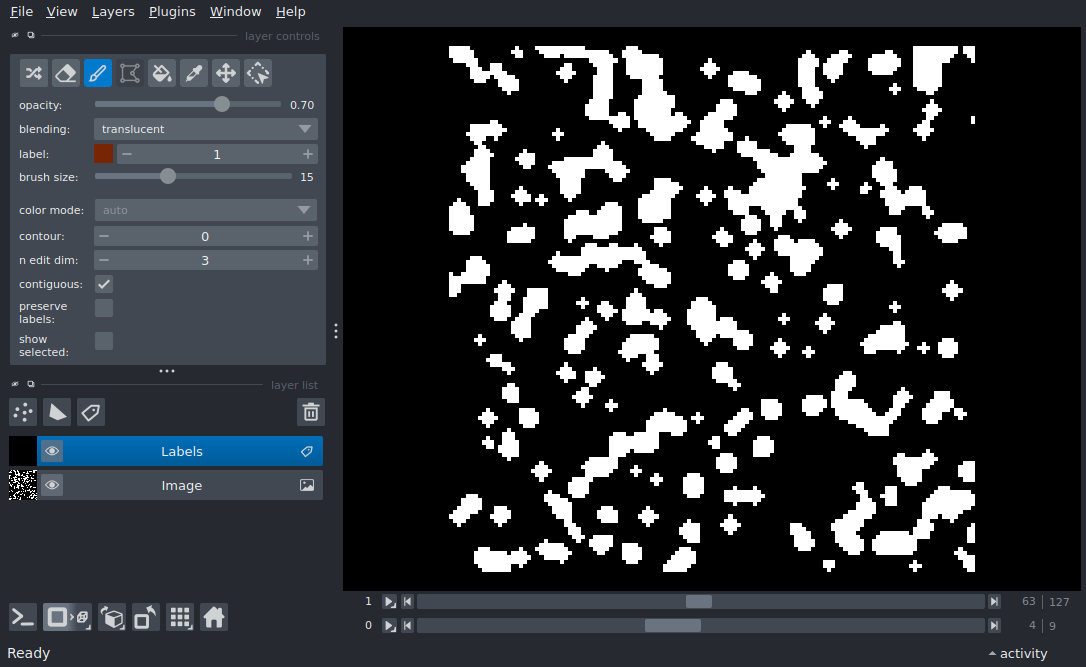 File View Layers Plugins Window Help
layer controls
opacity: 0.70
blending: translucent
label: 1
brush size: 15
color mode: auto
contour: 0
n edit dim: 3
contiguous:
preserve
labels:
show
selected:
layer list
Labels
Image
1 63 | 127
0 4 | 9
Ready activity